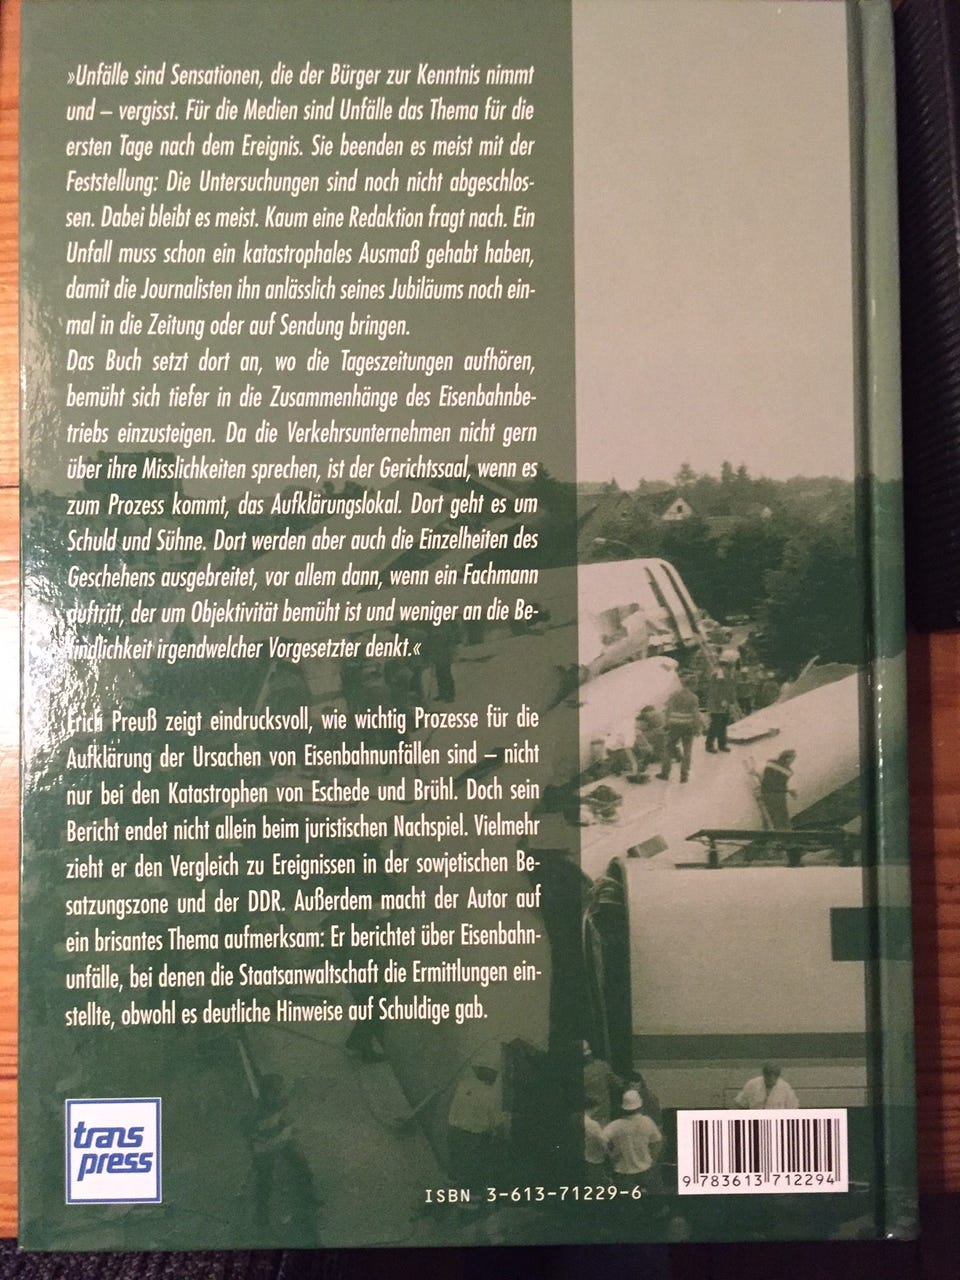 »Unfälle sind Sensationen, die der Bürger zur Kenntnis nimmt
und – vergisst. Für die Medien sind Unfälle das Thema für die
ersten Tage nach dem Ereignis. Sie beenden es meist mit der
Feststellung: Die Untersuchungen sind noch nicht abgeschlos-
sen. Dabei bleibt es meist. Kaum eine Redaktion fragt nach. Ein
Unfall muss schon ein katastrophales Ausmaß gehabt haben,
damit die Journalisten ihn anlässlich seines Jubiläums noch ein-
mal in die Zeitung oder auf Sendung bringen.
Das Buch setzt dort an, wo die Tageszeitungen aufhören,
bemüht sich tiefer in die Zusammenhänge des Eisenbahnbe-
triebs einzusteigen. Da die Verkehrsunternehmen nicht gern
über ihre Misslichkeiten sprechen, ist der Gerichtssaal, wenn es
zum Prozess kommt, das Aufklärungslokal. Dort geht es um
Schuld und Sühne. Dort werden aber auch die Einzelheiten des
Geschehens ausgebreitet, vor allem dann, wenn ein Fachmann
auftritt, der um Objektivität bemüht ist und weniger an die Be-
findlichkeit irgendwelcher Vorgesetzter denkt.«
Erich Preuß zeigt eindrucksvoll, wie wichtig Prozesse für die
Aufklärung der Ursachen von Eisenbahnunfällen sind – nicht
nur bei den Katastrophen von Eschede und Brühl. Doch sein
Bericht endet nicht allein beim juristischen Nachspiel. Vielmehr
zieht er den Vergleich zu Ereignissen in der sowjetischen Be-
satzungszone und der DDR. Außerdem macht der Autor auf
ein brisantes Thema aufmerksam: Er berichtet über Eisenbahn-
unfälle, bei denen die Staatsanwaltschaft die Ermittlungen ein-
stellte, obwohl es deutliche Hinweise auf Schuldige gab.
trans
press
ISBN 3-613-71229-6
9 783613 712294